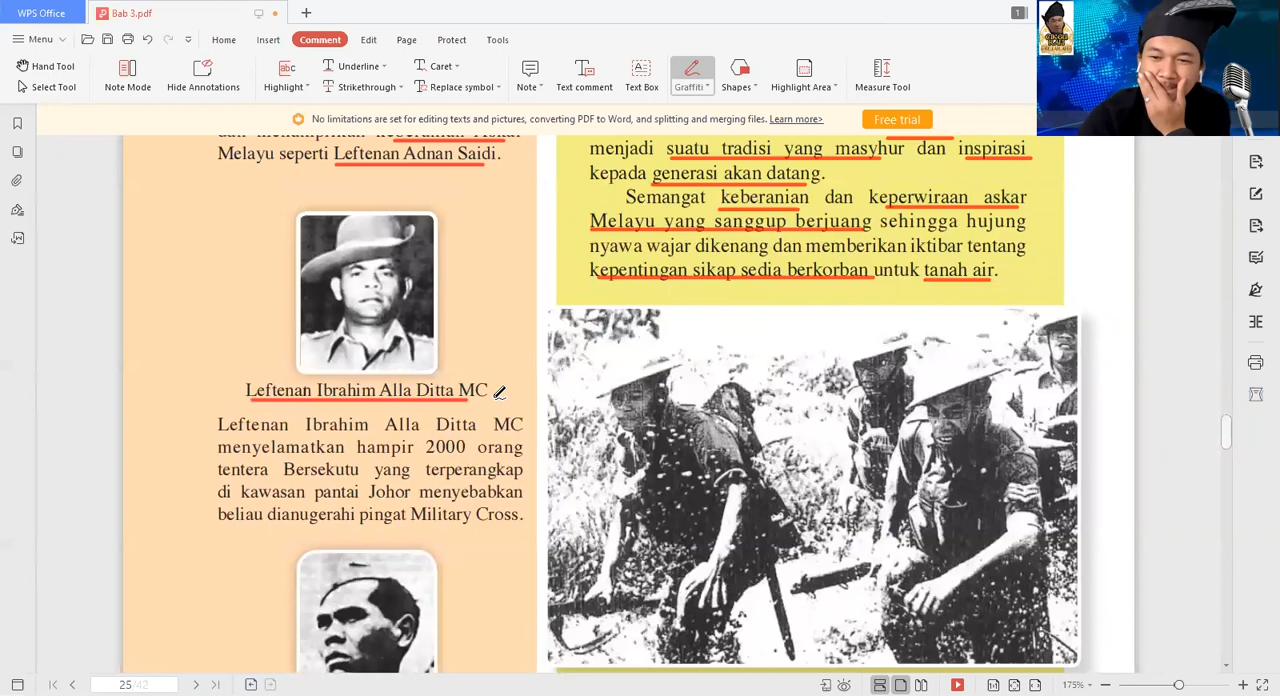 WPS Office
Bab 3.pdf
1
Menu
Home
Insert
Comment
Edit
Page
Protect
Tools
Hand Tool
Select Tool
Note Mode
Hide Annotations
Highlight
Underline
Strikethrough
Caret
Replace symbol
Note
Text comment
Text Box
Graffiti
Shapes
Highlight Area
Measure Tool
No limitations are set for editing texts and pictures, converting PDF to Word, and splitting and merging files. Learn more>
Free trial
Melayu seperti Leftenan Adnan Saidi.
Leftenan Ibrahim Alla Ditta MC
Leftenan Ibrahim Alla Ditta MC
menyelamatkan hampir 2000 orang
tentera Bersekutu yang terperangkap
di kawasan pantai Johor menyebabkan
beliau dianugerahi pingat Military Cross.
menjadi suatu tradisi yang masyhur dan inspirasi
kepada generasi akan datang.
Semangat keberanian dan keperwiraan askar
Melayu yang sanggup berjuang sehingga hujung
nyawa wajar dikenang dan memberikan iktibar tentang
kepentingan sikap sedia berkorban untuk tanah air.
25/42
175%